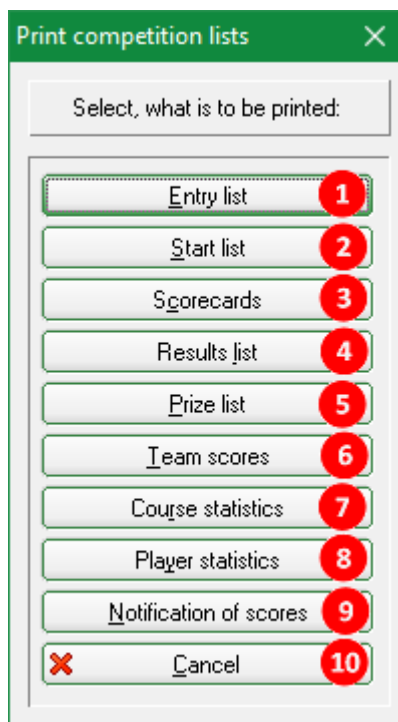 Print competition lists
Select, what is to be printed:
Entry list 1
Start list 2
Scorecards 3
Results list 4
Prize list 5
Team scores 6
Course statistics 7
Player statistics 8
Notification of scores 9
Cancel 10